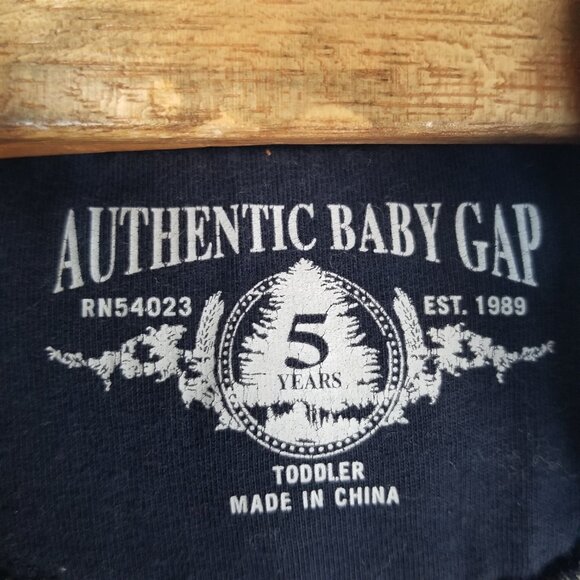 AUTHENTIC BABY GAP
RN54023 EST. 1989
5
YEARS
TODDLER
MADE IN CHINA